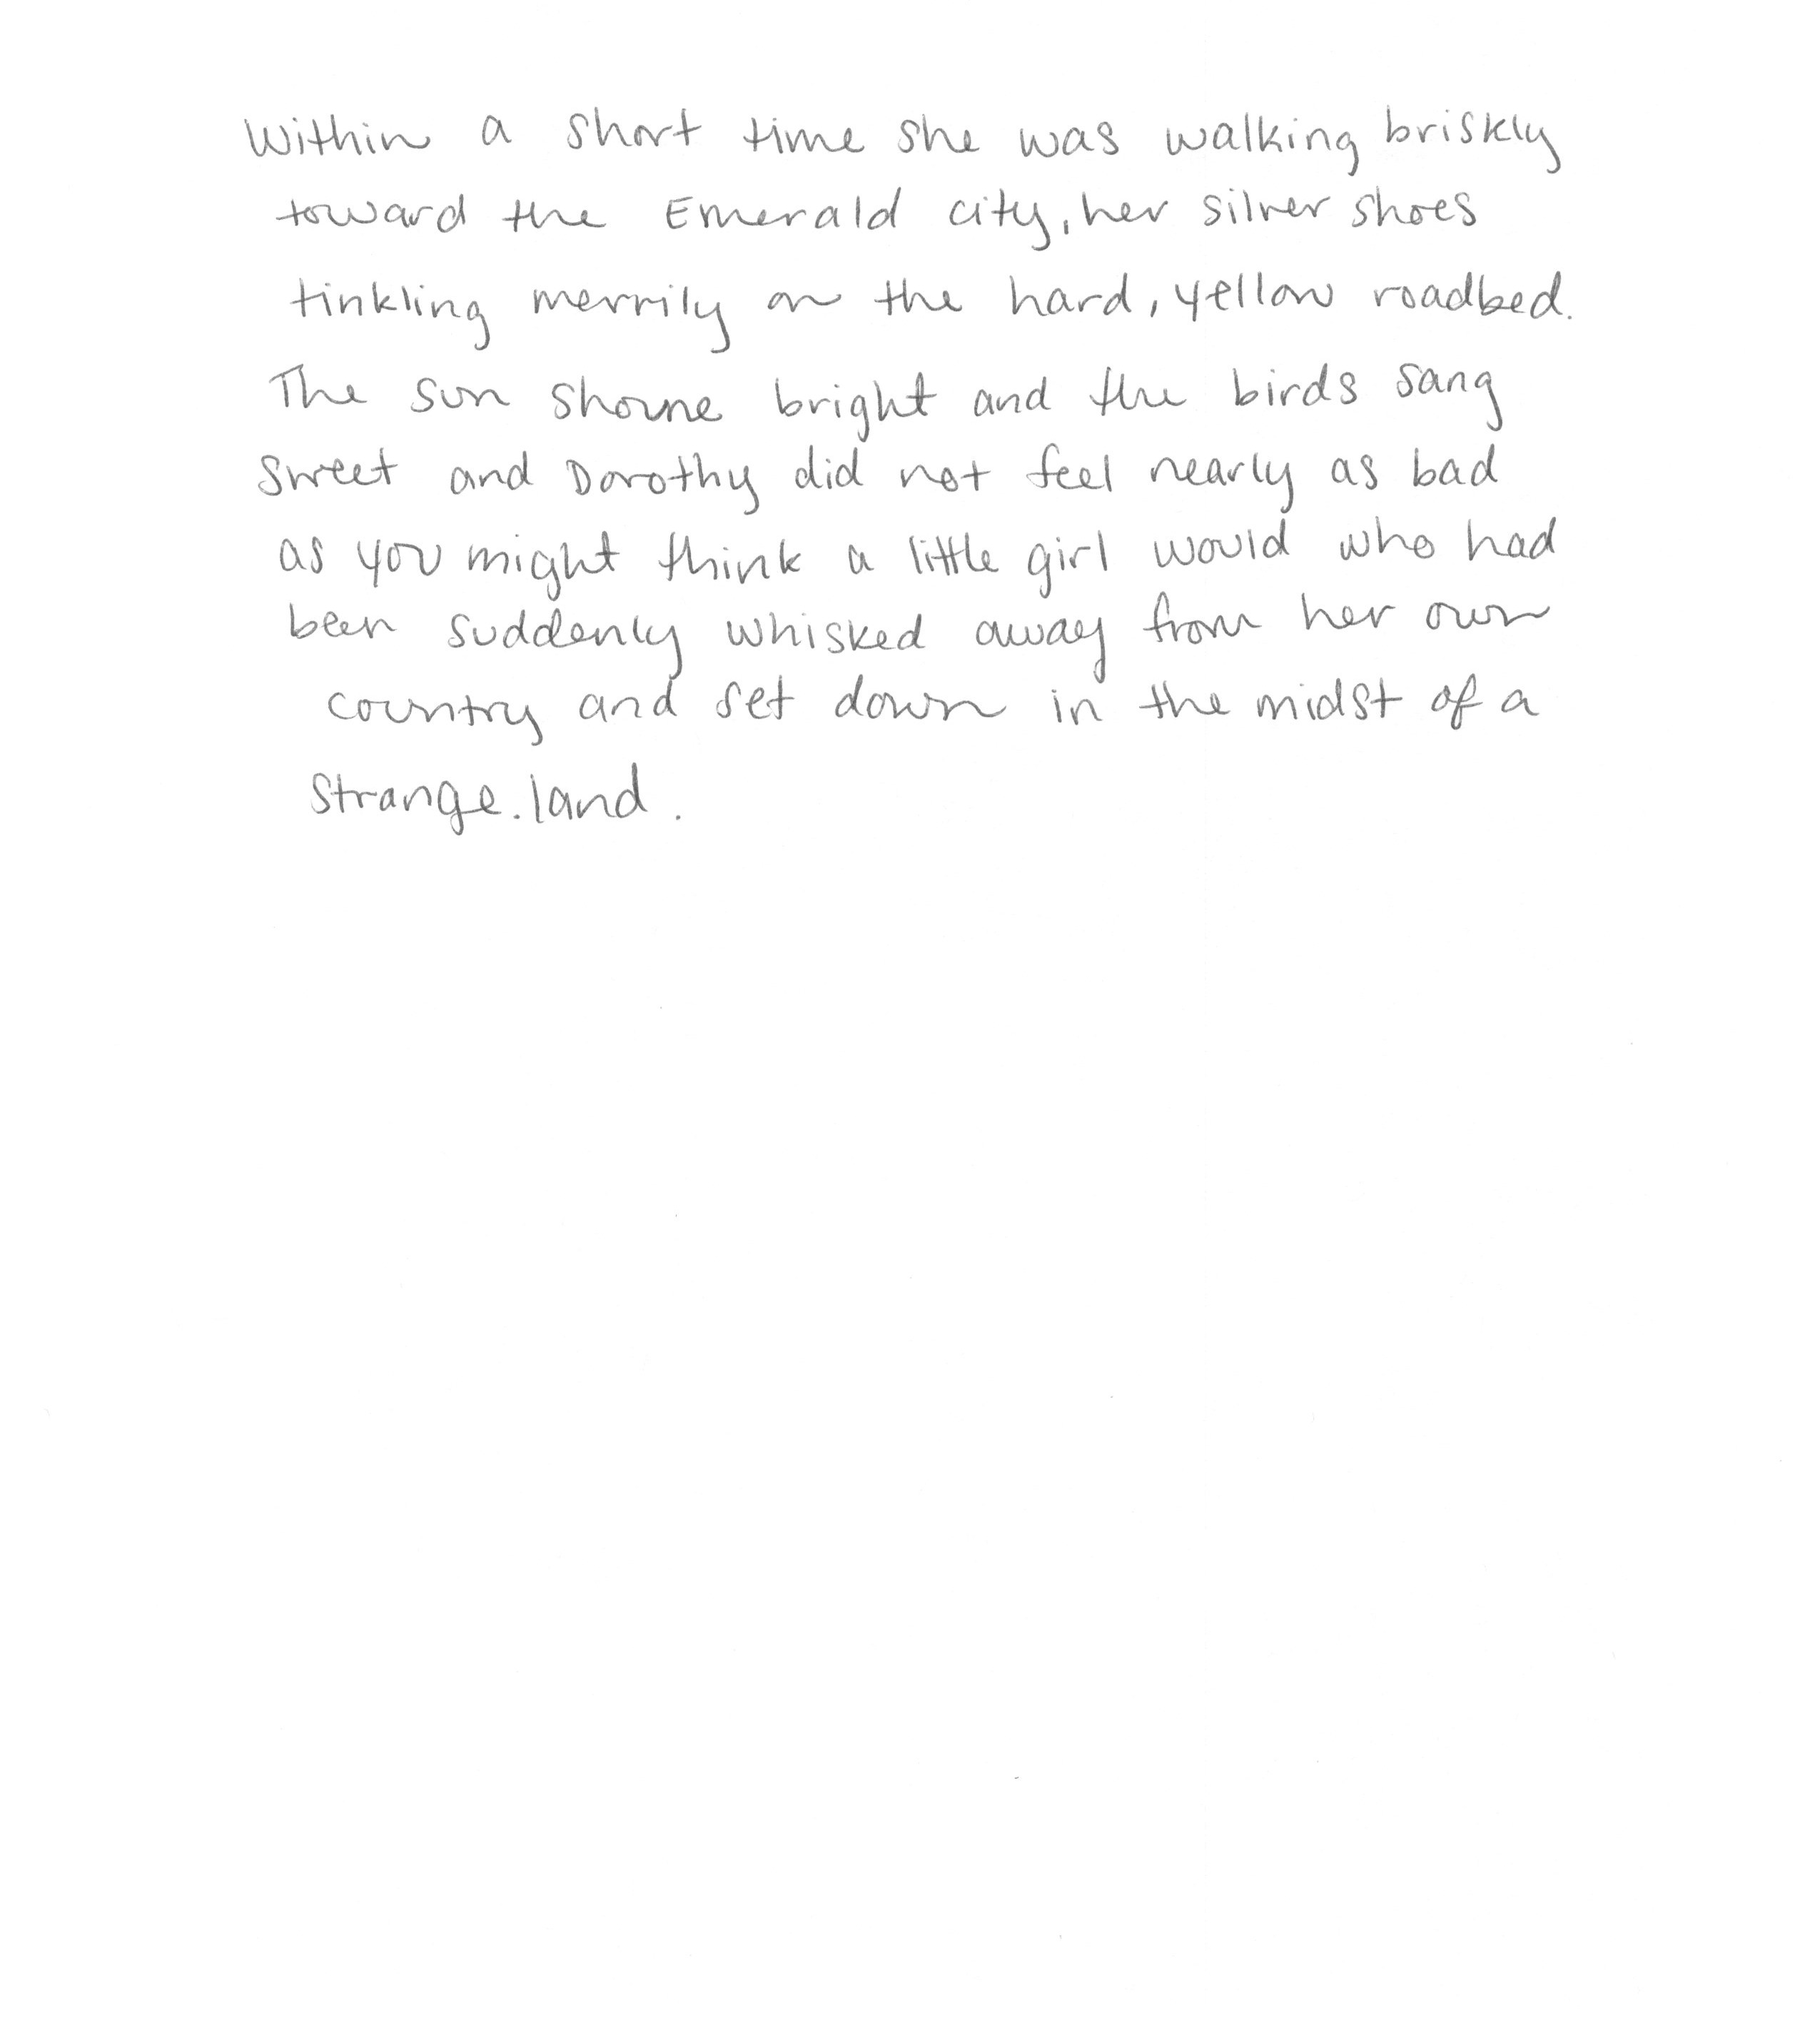 Within a short time she was walking briskly
toward the Emerald city, her silver shoes
tinkling merrily on the hard, yellow roadbed.
The sun shone bright and the birds sang
sweet and Dorothy did not feel nearly as bad
as you might think a little girl would who had
been suddenly whisked away from her own
country and set down in the midst of a
strange. land.